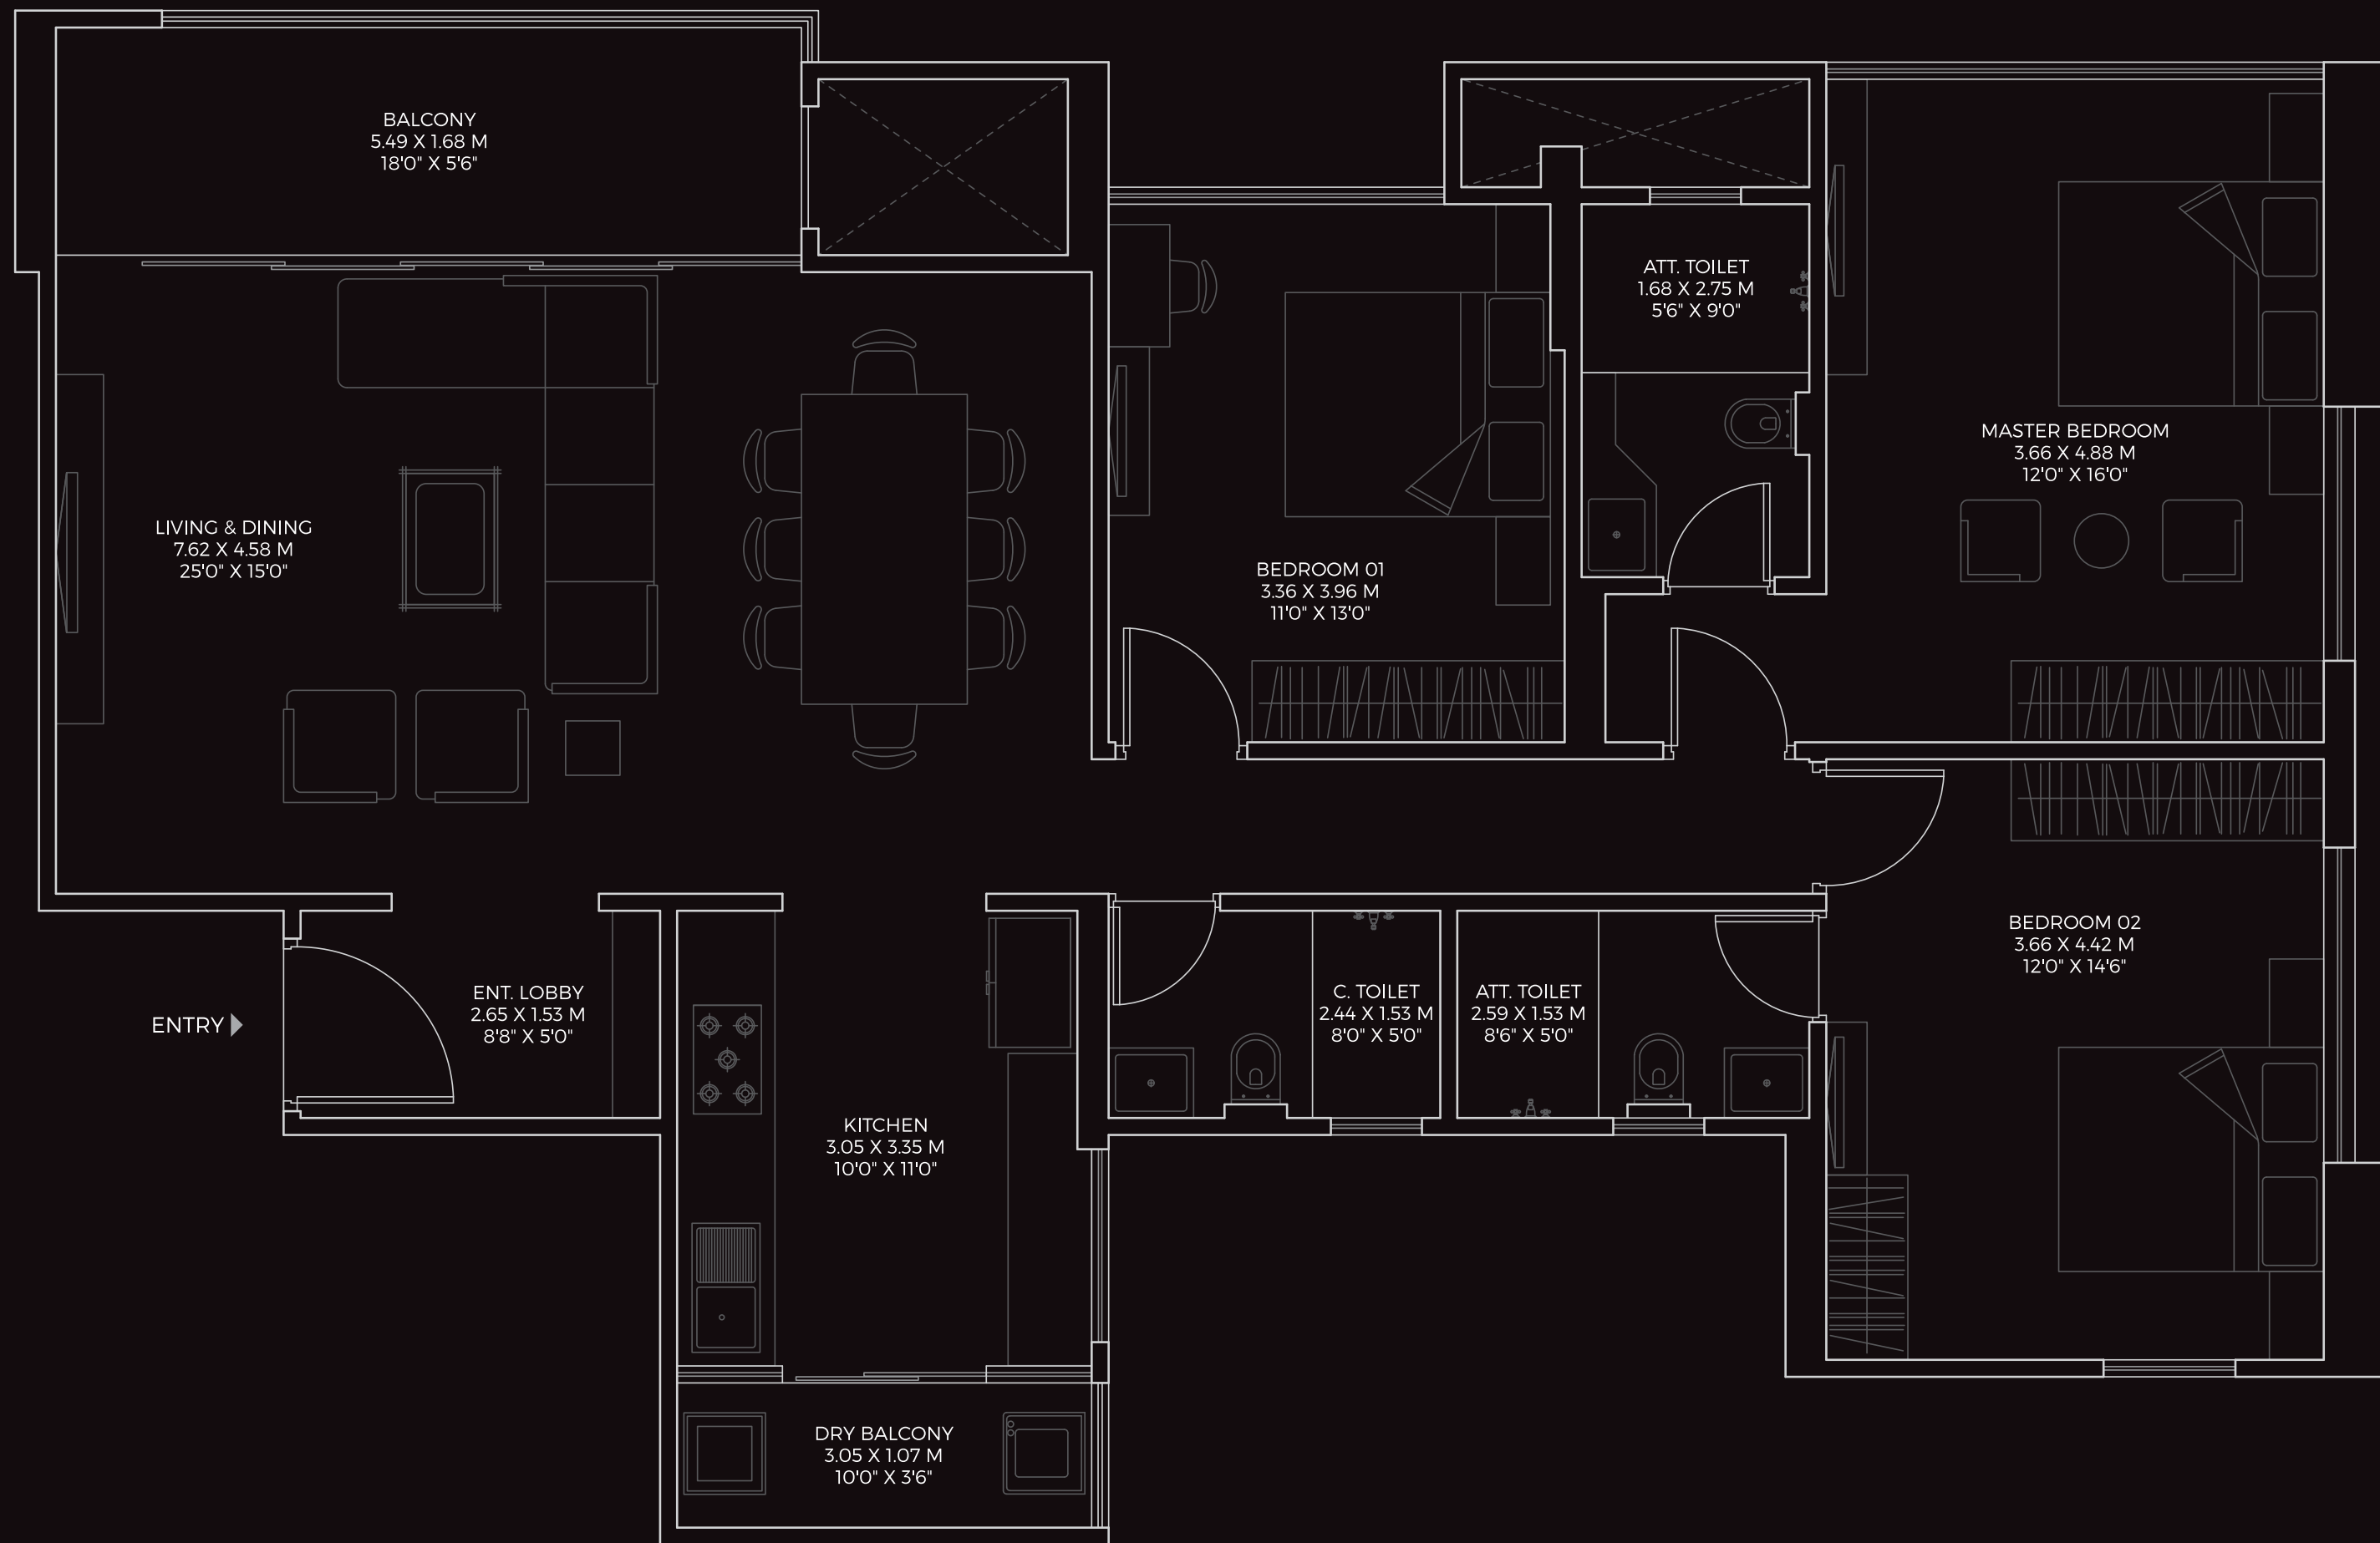 BALCONY
5.49 X 1.68 M
18'0" X 5'6"
ATT. TOILET
1.68 X 2.75 M
5'6" X 9'0"
MASTER BEDROOM
3.66 X 4.88 M
12'0" X 16'0"
LIVING & DINING
7.62 X 4.58 M
25'0" X 15'0"
BEDROOM 01
3.36 X 3.96 M
11'0" X 13'0"
BEDROOM 02
3.66 X 4.42 M
12'0" X 14'6"
ENTRY
ENT. LOBBY
2.65 X 1.53 M
8'8" X 5'0"
C. TOILET
2.44 X 1.53 M
8'0" X 5'0"
ATT. TOILET
2.59 X 1.53 M
8'6" X 5'0"
KITCHEN
3.05 X 3.35 M
10'0" X 11'0"
DRY BALCONY
3.05 X 1.07 M
10'0" X 3'6"